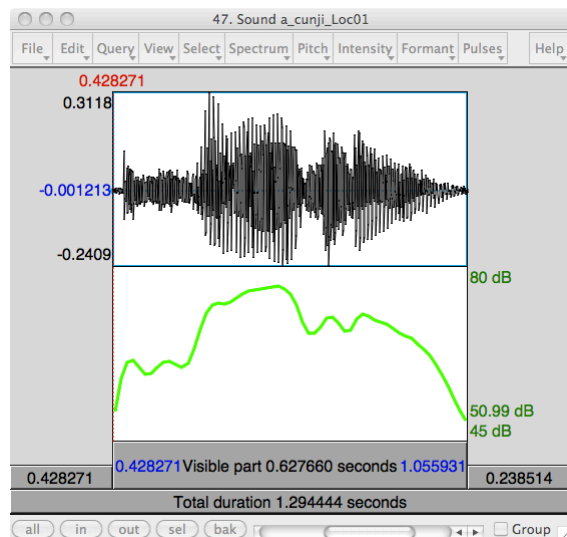 47. Sound a_cunji_Loc01
File Edit Query View Select Spectrum Pitch Intensity Formant Pulses Help
0.428271
0.3118
-0.001213
-0.2409
80 dB
50.99 dB
45 dB
0.428271 0.428271 Visible part 0.627660 seconds 1.055931 0.238514
Total duration 1.294444 seconds
all in out sel bak Group